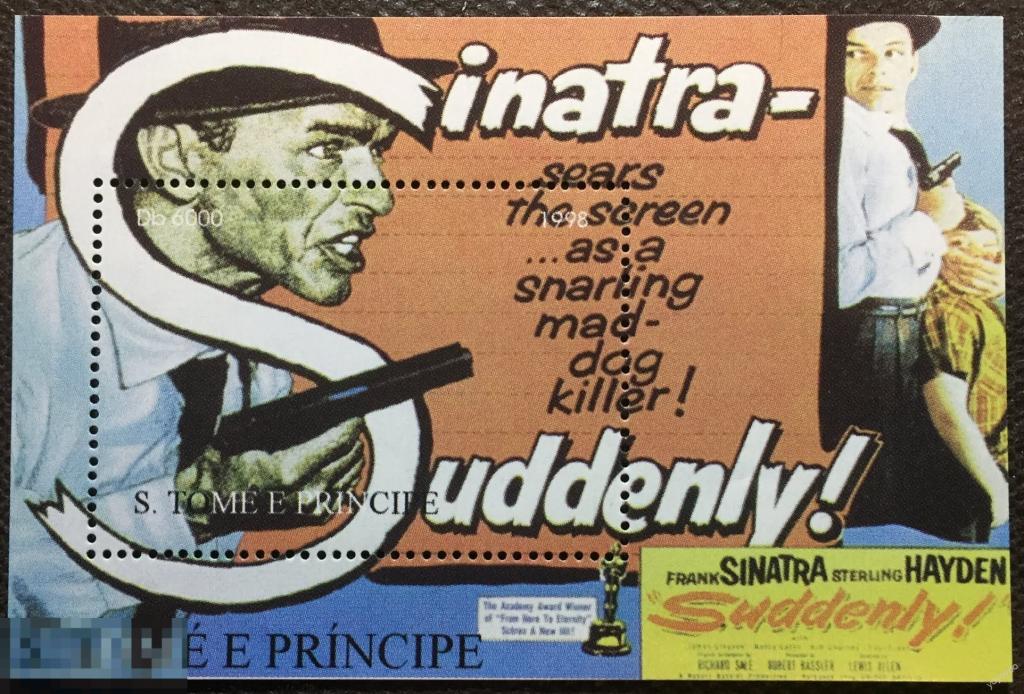 Sinatra-
sears
the screen
...as a
snarling
mad-
dog
killer!
Suddenly!
Db 6000
1998
S. TOMÉ E PRÍNCIPE
The Academy Award Winner
of "From Here To Eternity"
Scores A New Hit!
FRANK SINATRA STERLING HAYDEN
"Suddenly!"
with
RICHARD SALE ROBERT BASSLER LEWIS ALLEN
É E PRÍNCIPE